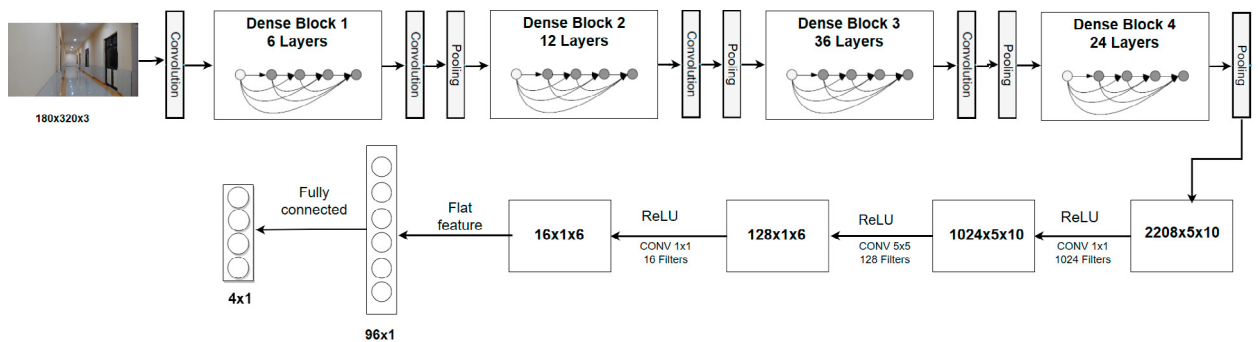 180x320x3
Convolution
Dense Block 1
6 Layers
Convolution
Pooling
Dense Block 2
12 Layers
Convolution
Pooling
Dense Block 3
36 Layers
Convolution
Pooling
Dense Block 4
24 Layers
Pooling
2208x5x10
ReLU
CONV 1x1
1024 Filters
1024x5x10
ReLU
CONV 5x5
128 Filters
128x1x6
ReLU
CONV 1x1
16 Filters
16x1x6
Flat
feature
96x1
Fully
connected
4x1